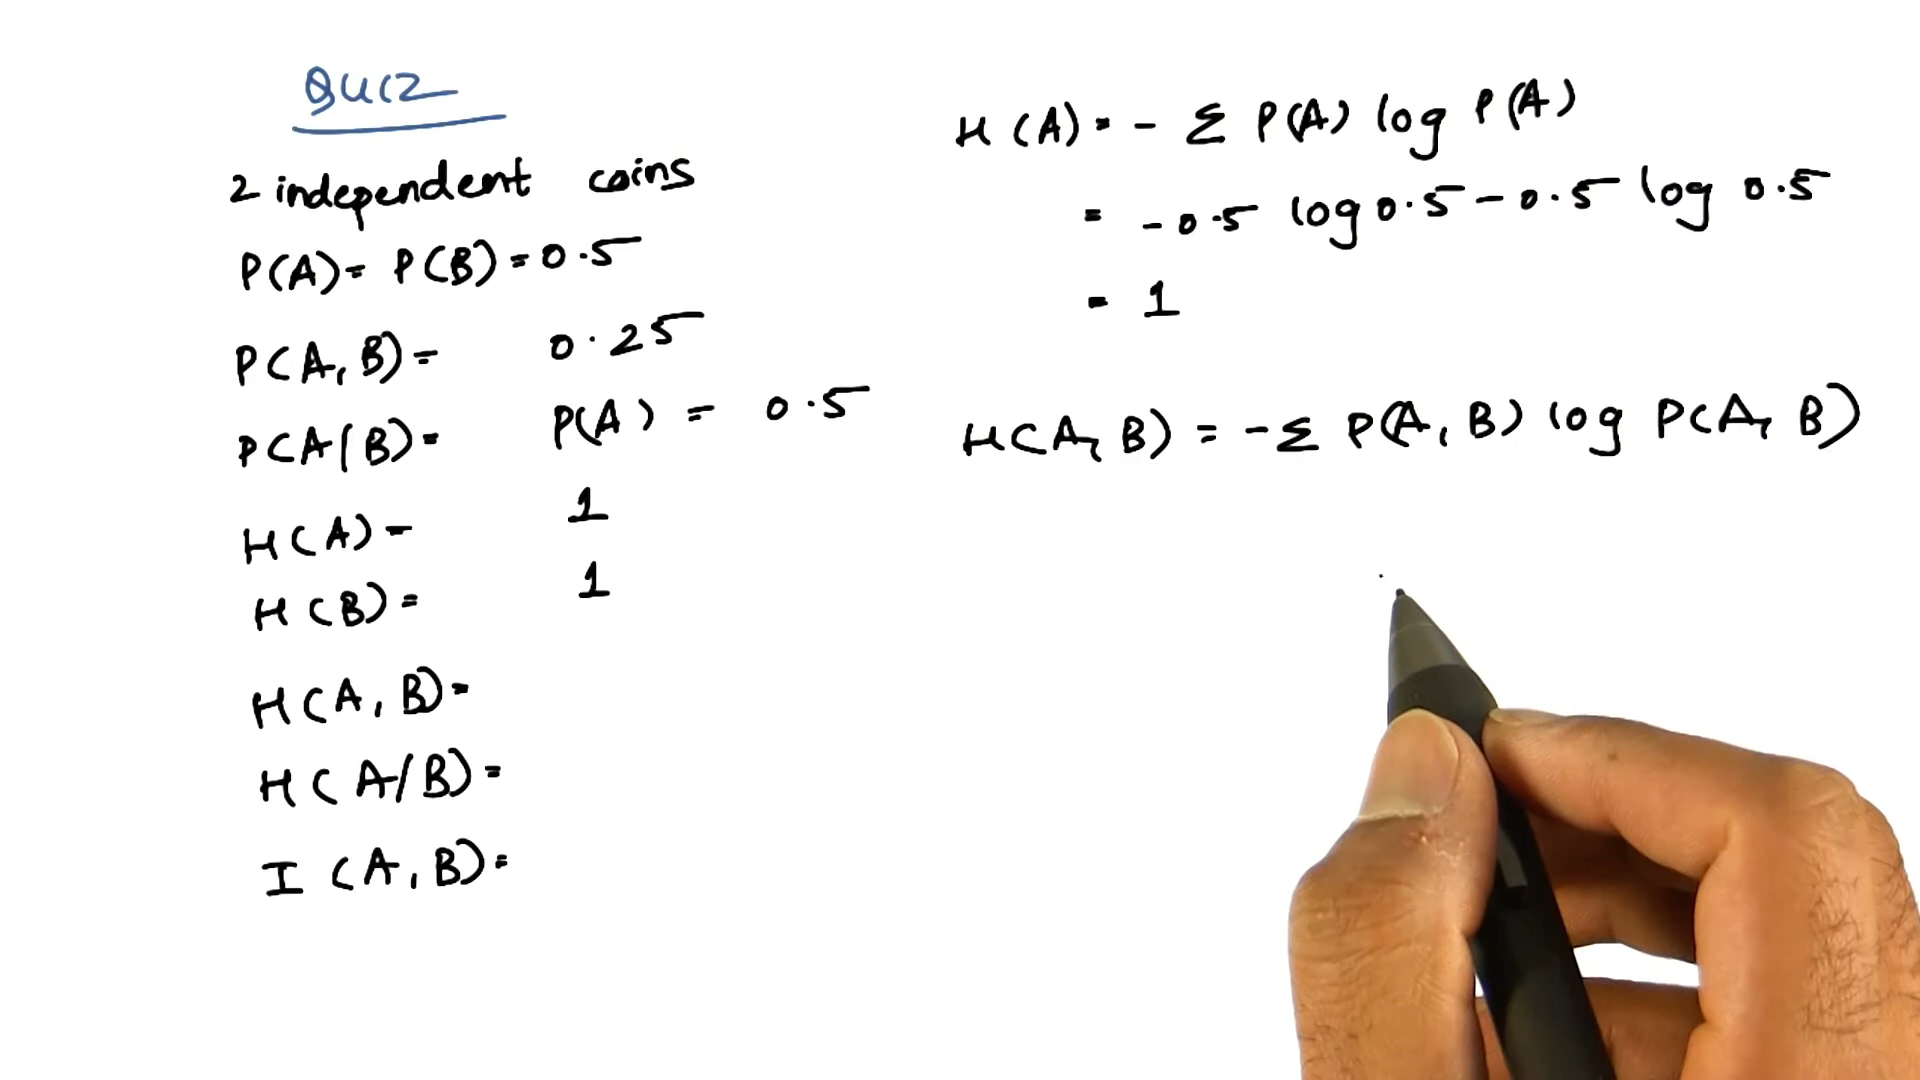 QUIZ
2 independent coins
P(A)= P(B)=0.5
P(A,B)= 0.25
P(A/B)= P(A) = 0.5
H(A)= 1
H(B)= 1
H(A,B)=
H(A/B)=
I (A,B)=
H(A)= - Σ P(A) log P(A)
= -0.5 log 0.5 - 0.5 log 0.5
= 1
H(A,B) = -Σ P(A,B) log P(A,B)